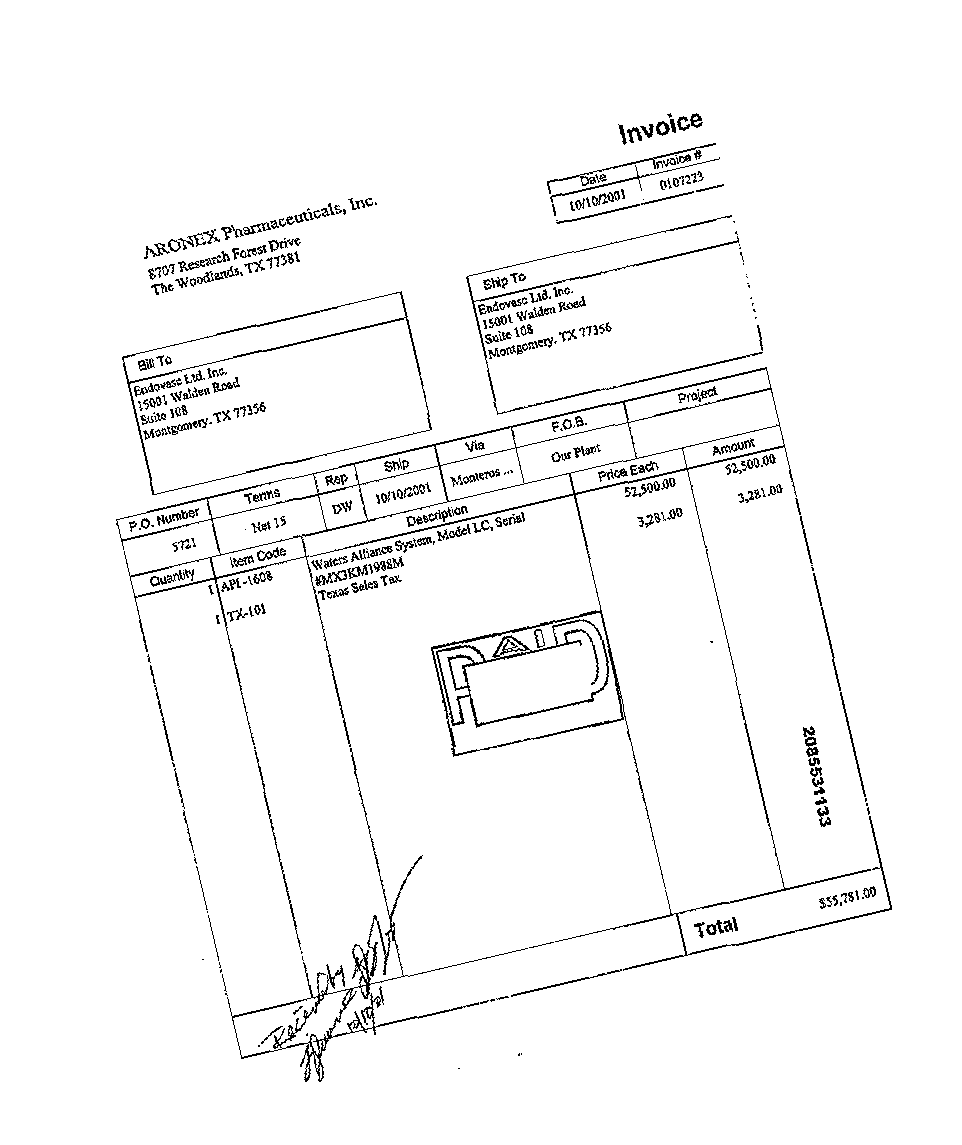 Invoice
Date Invoice #
10/10/2001 0107223
ARONEX Pharmaceuticals, Inc.
8707 Research Forest Drive
The Woodlands, TX 77381
Ship To
Endovasc Ltd. Inc.
15001 Walden Road
Suite 108
Montgomery, TX 77356
Bill To
Endovasc Ltd. Inc.
15001 Walden Road
Suite 108
Montgomery, TX 77356
P.O. Number Terms Rep Ship Via F.O.B. Project
5721 Net 15 DW 10/10/2001 Monterus ... Our Plant
Quantity Item Code Description Price Each Amount
1 API-1608 Waters Alliance System, Model LC, Serial 52,500.00 52,500.00
#MX3KM1988M
1 TX-101 Texas Sales Tax 3,281.00 3,281.00
PAID
2085531133
Total $55,781.00
Received by